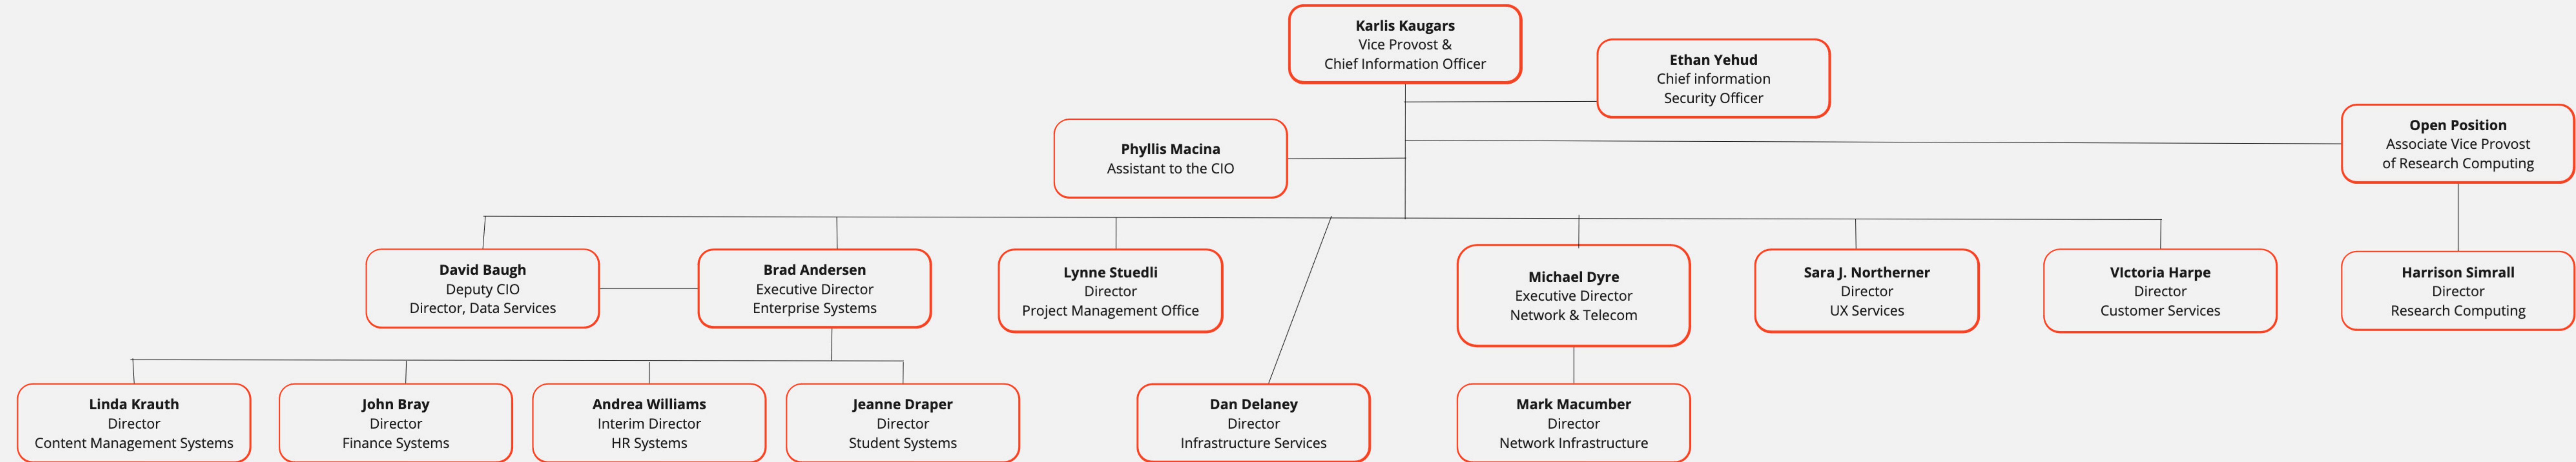 Karlis Kaugars
Vice Provost &
Chief Information Officer
Ethan Yehud
Chief information
Security Officer
Open Position
Associate Vice Provost
of Research Computing
Phyllis Macina
Assistant to the CIO
David Baugh
Deputy CIO
Director, Data Services
Brad Andersen
Executive Director
Enterprise Systems
Lynne Stuedli
Director
Project Management Office
Michael Dyre
Executive Director
Network & Telecom
Sara J. Northerner
Director
UX Services
VIctoria Harpe
Director
Customer Services
Harrison Simrall
Director
Research Computing
Linda Krauth
Director
Content Management Systems
John Bray
Director
Finance Systems
Andrea Williams
Interim Director
HR Systems
Jeanne Draper
Director
Student Systems
Dan Delaney
Director
Infrastructure Services
Mark Macumber
Director
Network Infrastructure